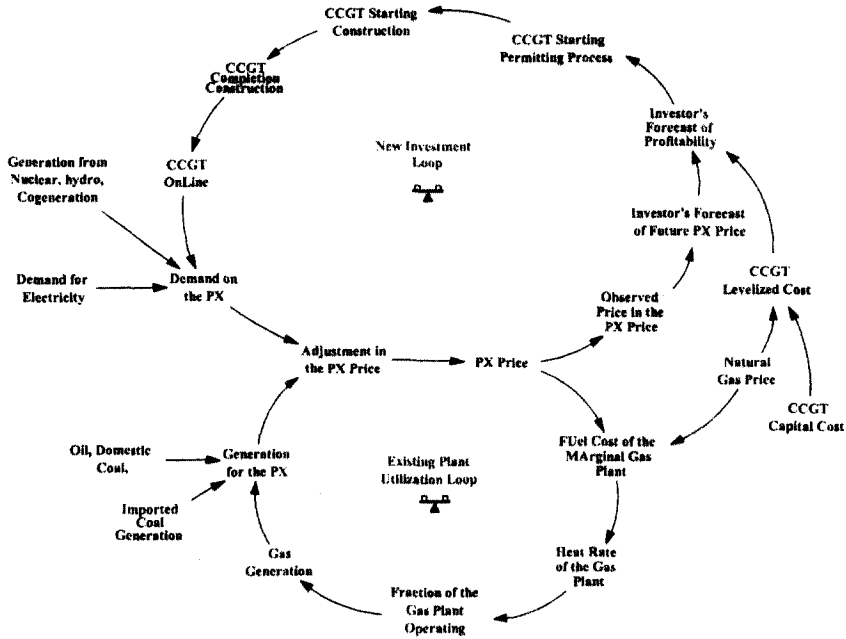 CCGT Starting
Construction
CCGT Starting
Permitting Process
CCGT
Completion
Construction
Investor's
Forecast of
Profitability
New Investment
Loop
Generation from
Nuclear, hydro,
Cogeneration
CCGT
OnLine
Investor's Forecast
of Future PX Price
Demand for
Electricity
Demand on
the PX
CCGT
Levelized Cost
Observed
Price in the
PX Price
Adjustment in
the PX Price
PX Price
Natural
Gas Price
CCGT
Capital Cost
Oil, Domestic
Coal,
Generation
for the PX
Existing Plant
Utilization Loop
FUel Cost of the
MArginal Gas
Plant
Imported
Coal
Generation
Gas
Generation
Heat Rate
of the Gas
Plant
Fraction of the
Gas Plant
Operating